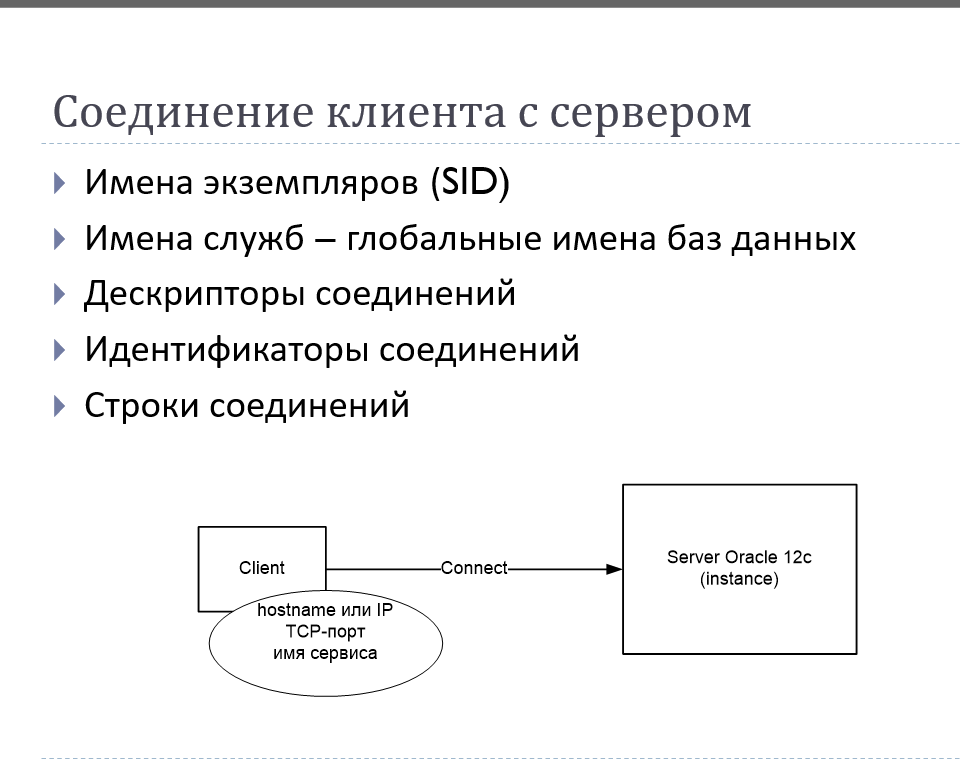 Соединение клиента с сервером
Имена экземпляров (SID)
Имена служб – глобальные имена баз данных
Дескрипторы соединений
Идентификаторы соединений
Строки соединений
Client
Connect
Server Oracle 12c
(instance)
hostname или IP
TCP-порт
имя сервиса